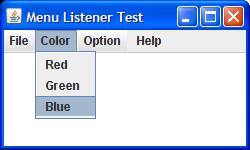 Menu Listener Test
File Color Option Help
Red
Green
Blue